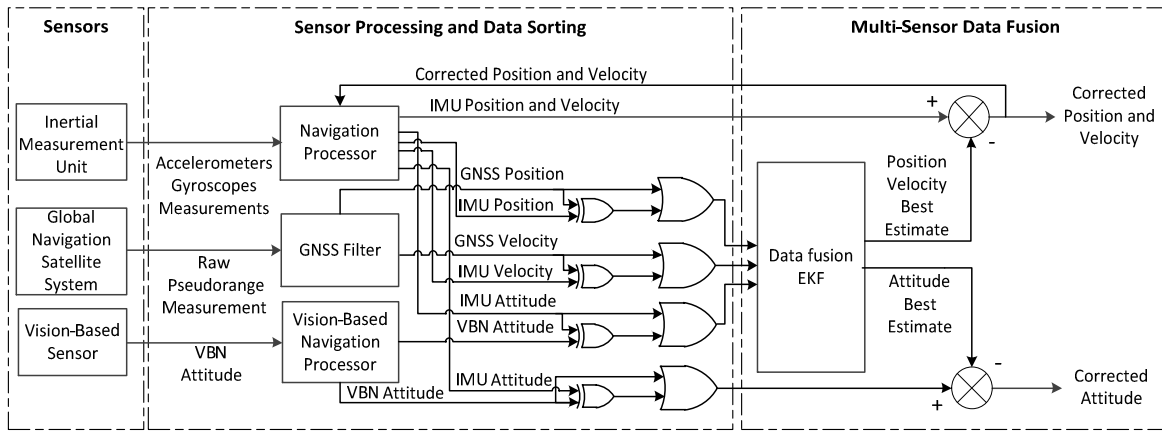 Sensors
Sensor Processing and Data Sorting
Multi-Sensor Data Fusion
Corrected Position and Velocity
IMU Position and Velocity
Inertial
Measurement
Unit
Navigation
Processor
Accelerometers
Gyroscopes
Measurements
+
-
Corrected
Position and
Velocity
GNSS Position
IMU Position
Position
Velocity
Best
Estimate
Global
Navigation
Satellite
System
GNSS Filter
Raw
Pseudorange
Measurement
GNSS Velocity
IMU Velocity
Data fusion
EKF
Attitude
Best
Estimate
Vision-Based
Sensor
VBN
Attitude
Vision-Based
Navigation
Processor
IMU Attitude
VBN Attitude
IMU Attitude
VBN Attitude
-
+
Corrected
Attitude